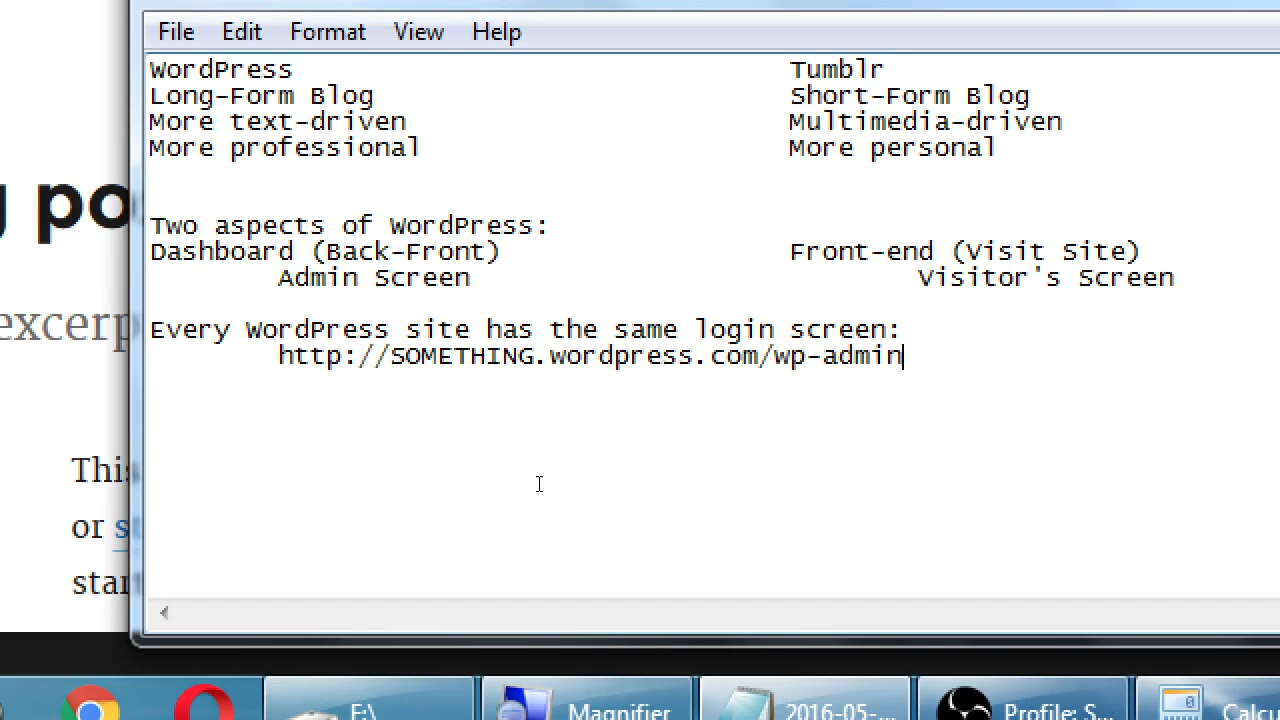 File Edit Format View Help
WordPress Tumblr
Long-Form Blog Short-Form Blog
More text-driven Multimedia-driven
More professional More personal
Two aspects of WordPress:
Dashboard (Back-Front) Front-end (Visit Site)
Admin Screen Visitor's Screen
Every WordPress site has the same login screen:
http://SOMETHING.wordpress.com/wp-admin
po
excerp
This
or s
star
F:\ Magnifier 2016-05-... Profile: S... Calcu